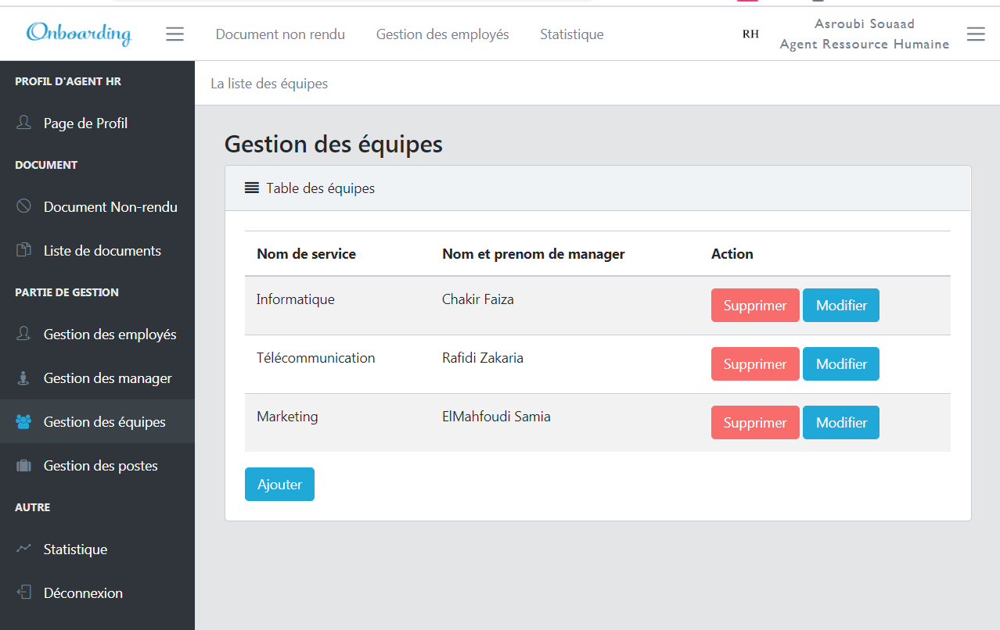 Onboarding
Document non rendu
Gestion des employés
Statistique
RH
Asroubi Souaad
Agent Ressource Humaine
PROFIL D'AGENT HR
Page de Profil
DOCUMENT
Document Non-rendu
Liste de documents
PARTIE DE GESTION
Gestion des employés
Gestion des manager
Gestion des équipes
Gestion des postes
AUTRE
Statistique
Déconnexion
La liste des équipes
Gestion des équipes
Table des équipes
Nom de service Nom et prenom de manager Action
Informatique Chakir Faiza Supprimer Modifier
Télécommunication Rafidi Zakaria Supprimer Modifier
Marketing ElMahfoudi Samia Supprimer Modifier
Ajouter